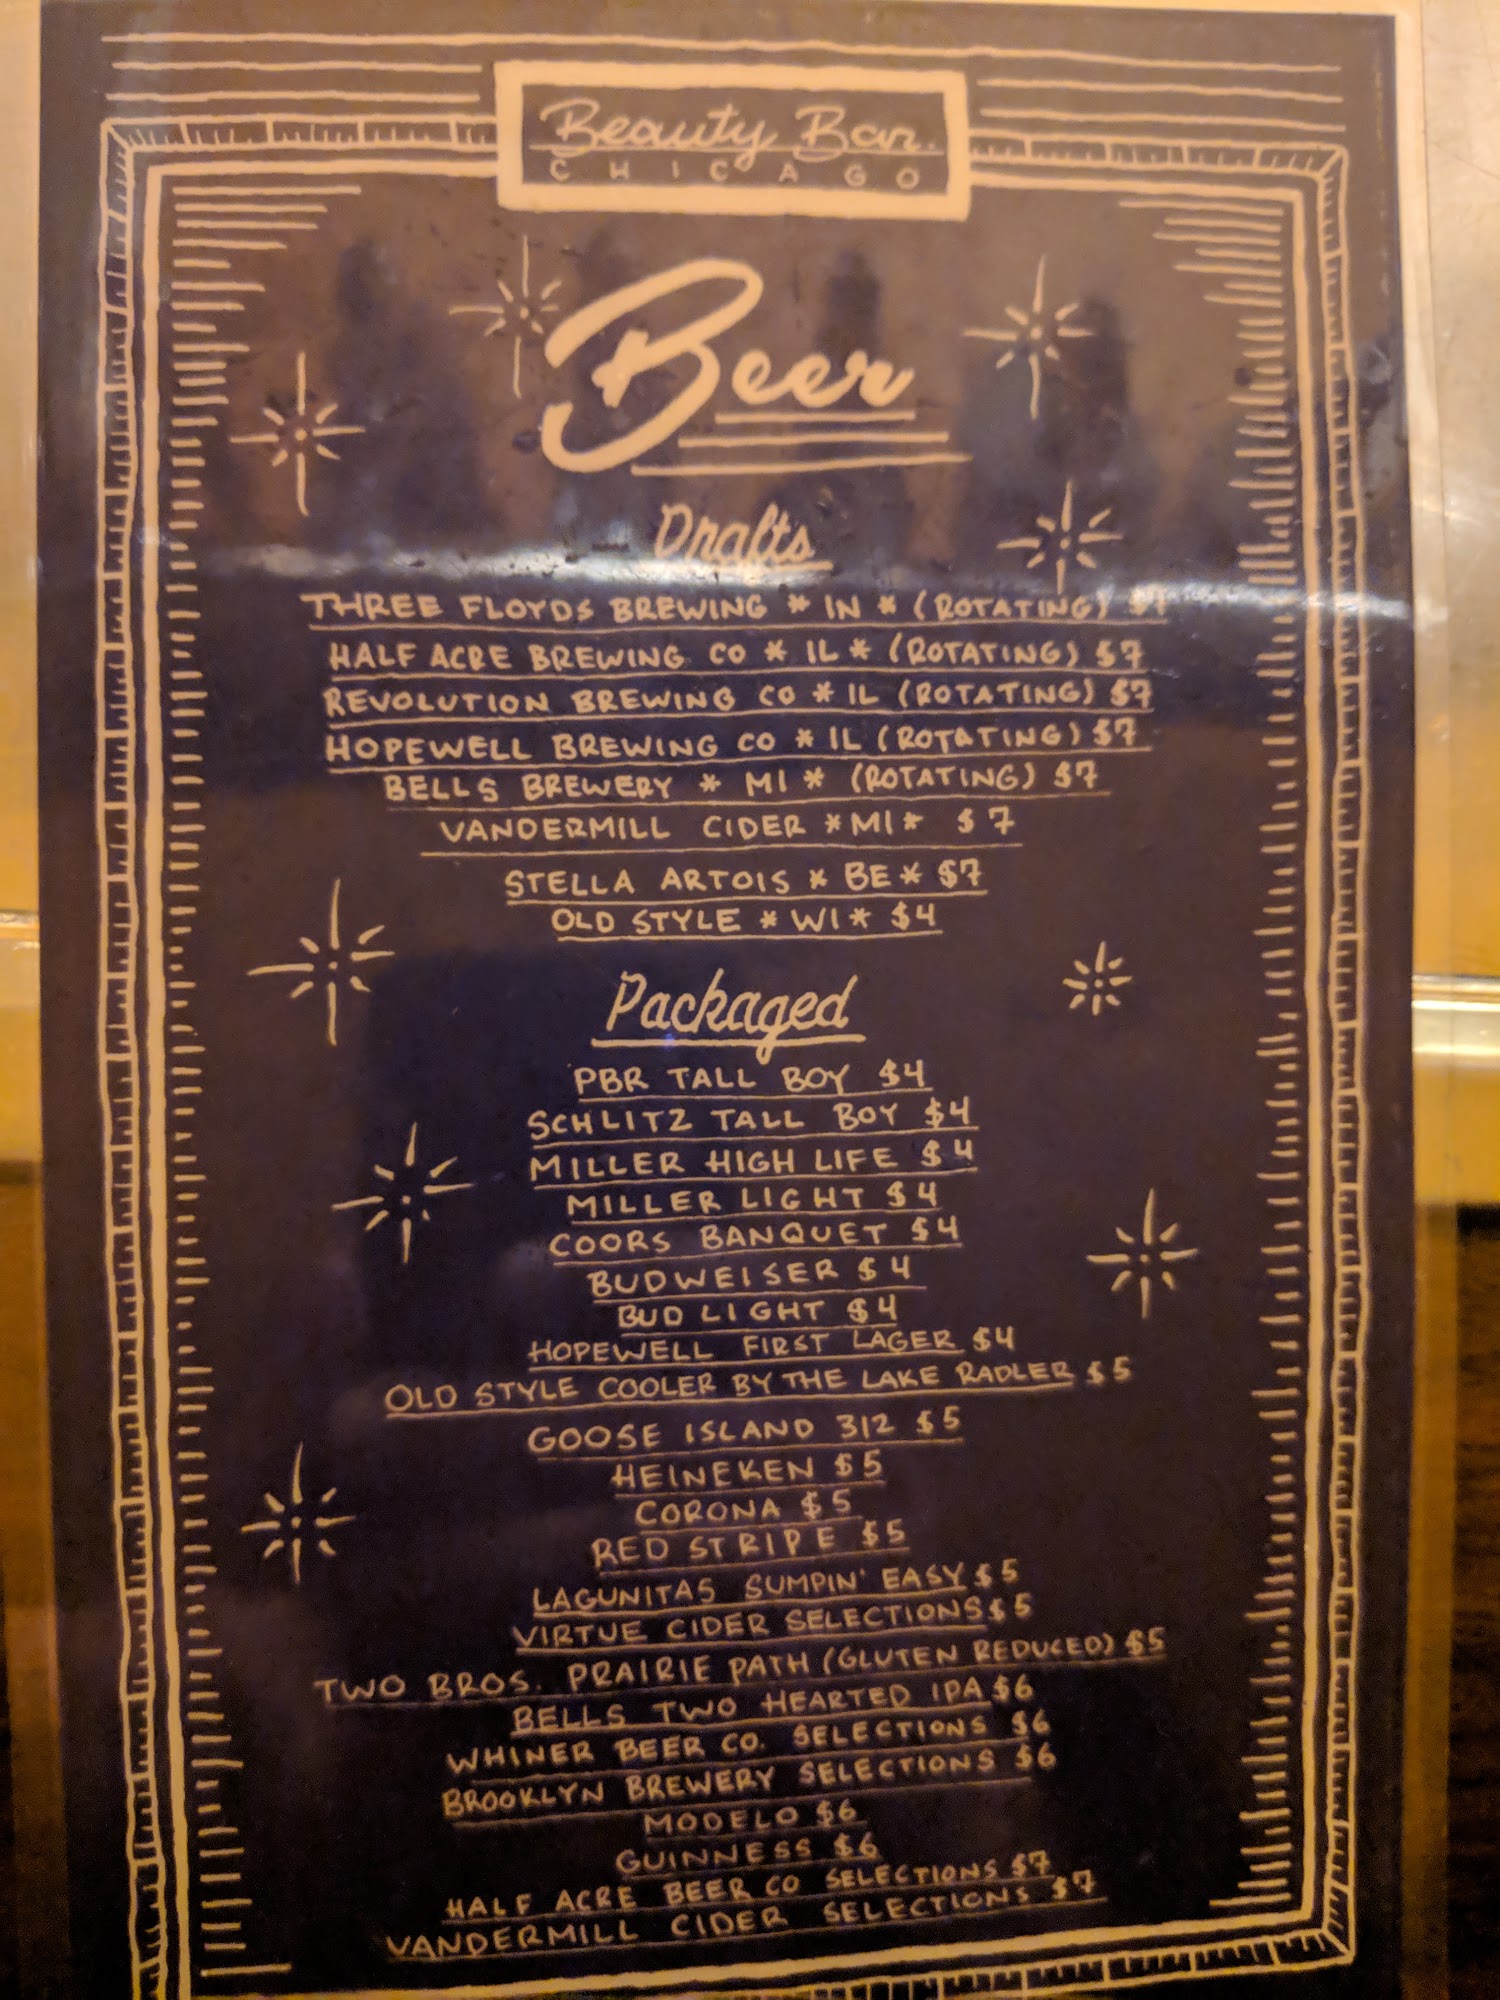 Beauty Bar.
CHICAGO
Beer
Drafts
THREE FLOYDS BREWING * IN * (ROTATING) $7
HALF ACRE BREWING CO * IL * (ROTATING) $7
REVOLUTION BREWING CO * IL (ROTATING) $7
HOPEWELL BREWING CO * IL (ROTATING) $7
BELLS BREWERY * MI * (ROTATING) $7
VANDERMILL CIDER *MI* $7
STELLA ARTOIS * BE * $7
OLD STYLE * WI * $4
Packaged
PBR TALL BOY $4
SCHLITZ TALL BOY $4
MILLER HIGH LIFE $4
MILLER LIGHT $4
COORS BANQUET $4
BUDWEISER $4
BUD LIGHT $4
HOPEWELL FIRST LAGER $4
OLD STYLE COOLER BY THE LAKE RADLER $5
GOOSE ISLAND 312 $5
HEINEKEN $5
CORONA $5
RED STRIPE $5
LAGUNITAS SUMPIN' EASY $5
VIRTUE CIDER SELECTIONS $5
TWO BROS. PRAIRIE PATH (GLUTEN REDUCED) $5
BELLS TWO HEARTED IPA $6
WHINER BEER CO. SELECTIONS $6
BROOKLYN BREWERY SELECTIONS $6
MODELO $6
GUINNESS $6
HALF ACRE BEER CO SELECTIONS $7
VANDERMILL CIDER SELECTIONS $7